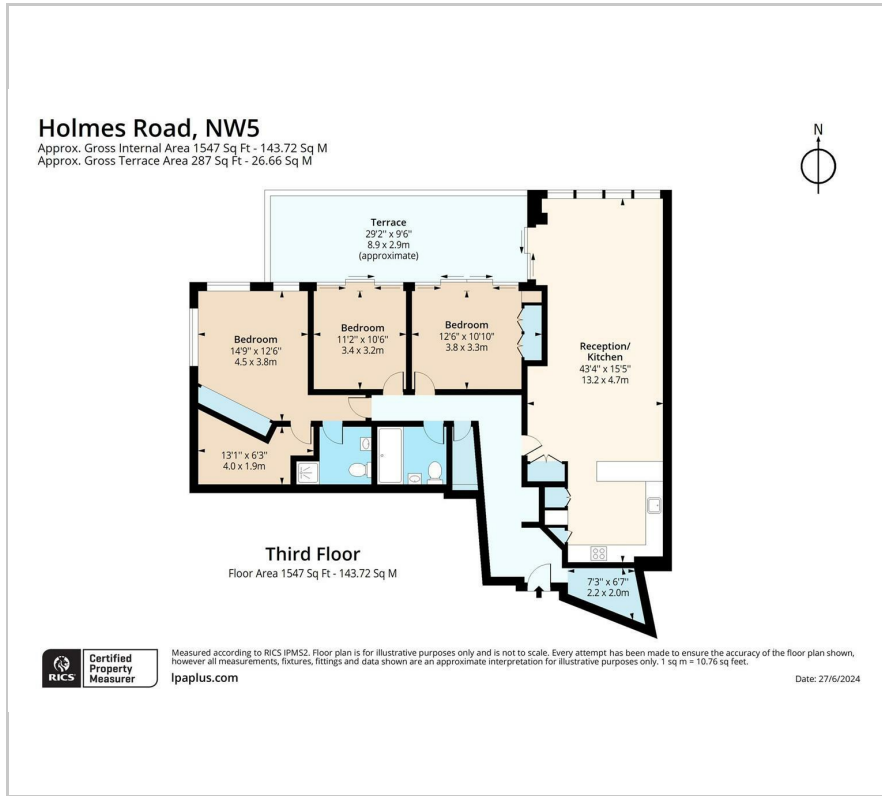 Holmes Road, NW5
Approx. Gross Internal Area 1547 Sq Ft - 143.72 Sq M
Approx. Gross Terrace Area 287 Sq Ft - 26.66 Sq M
N
Terrace
29'2" x 9'6"
8.9 x 2.9m
(approximate)
Bedroom
14'9" x 12'6"
4.5 x 3.8m
Bedroom
11'2" x 10'6"
3.4 x 3.2m
Bedroom
12'6" x 10'10"
3.8 x 3.3m
Reception/
Kitchen
43'4" x 15'5"
13.2 x 4.7m
13'1" x 6'3"
4.0 x 1.9m
7'3" x 6'7"
2.2 x 2.0m
Third Floor
Floor Area 1547 Sq Ft - 143.72 Sq M
RICS
Certified
Property
Measurer
Measured according to RICS IPMS2. Floor plan is for illustrative purposes only and is not to scale. Every attempt has been made to ensure the accuracy of the floor plan shown,
however all measurements, fixtures, fittings and data shown are an approximate interpretation for illustrative purposes only. 1 sq m = 10.76 sq feet.
lpaplus.com
Date: 27/6/2024